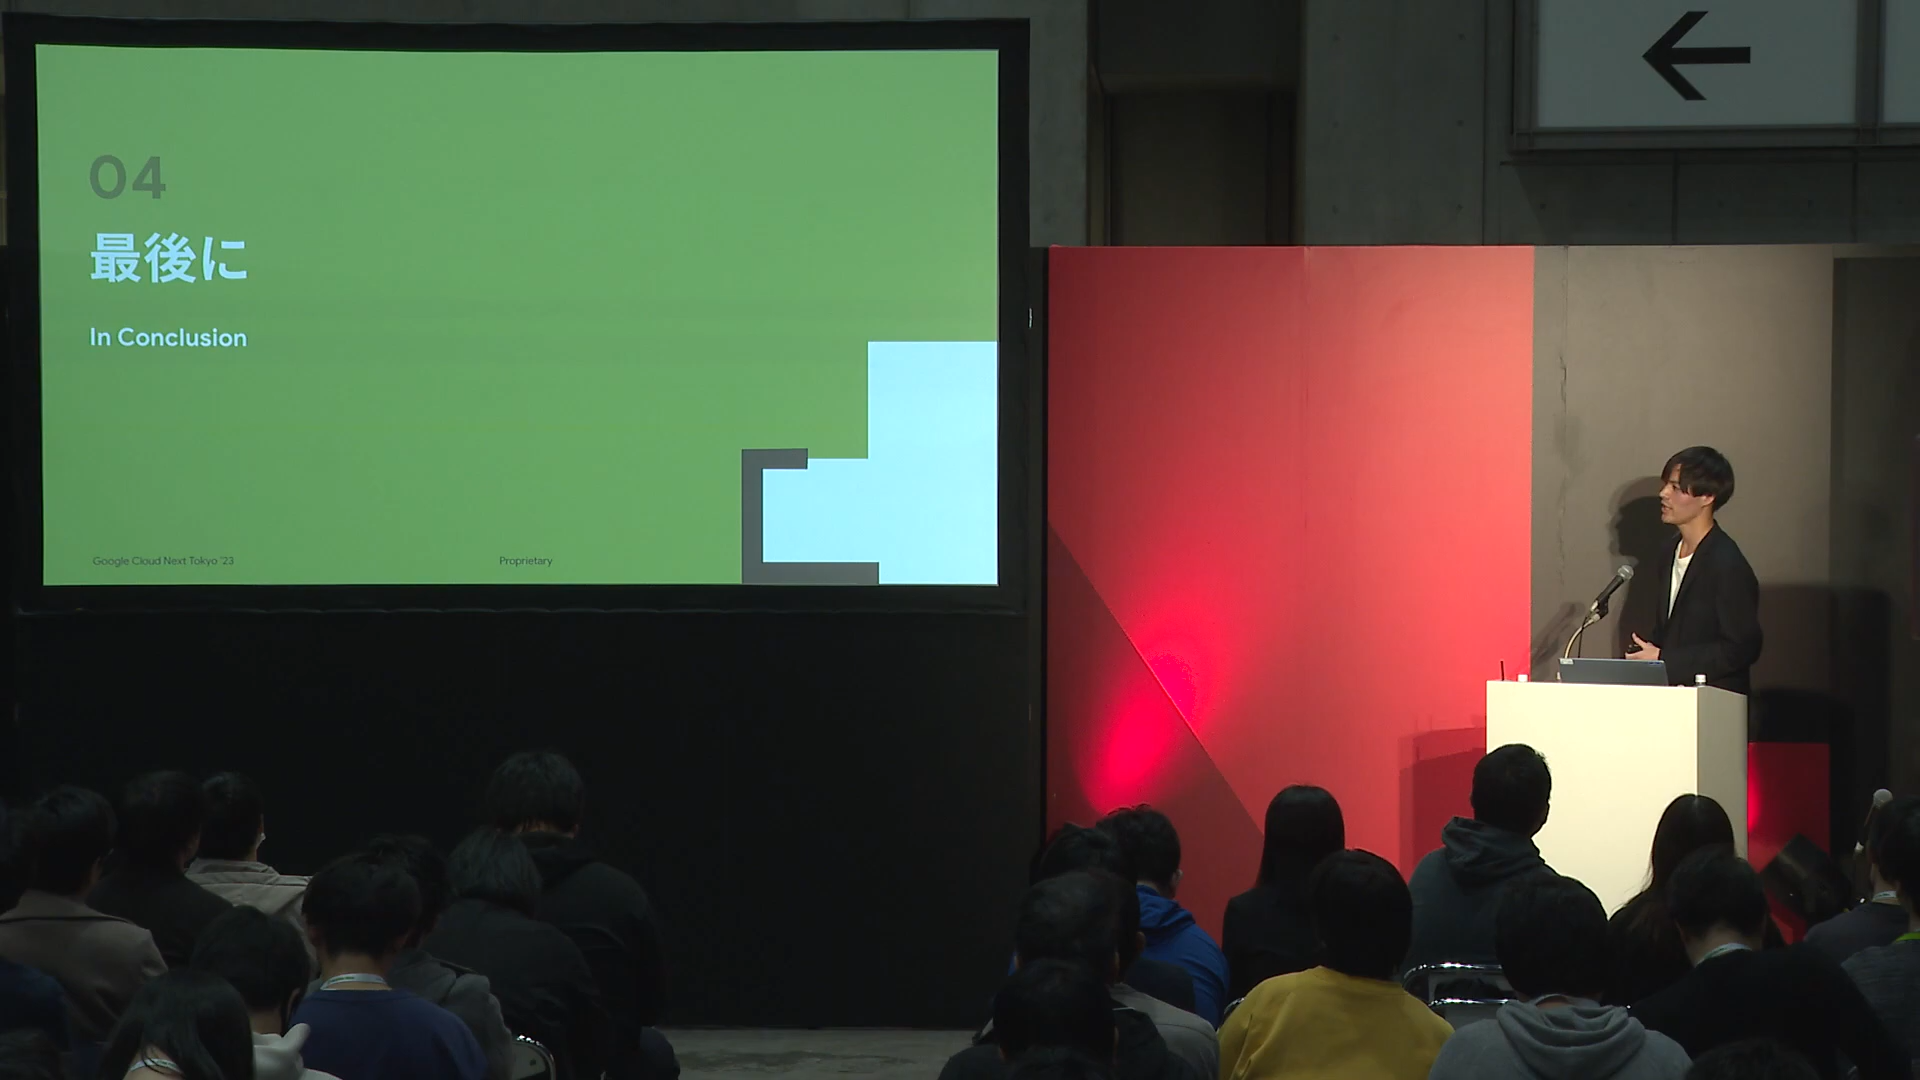 04
最後に
In Conclusion
Google Cloud Next Tokyo '23
Proprietary